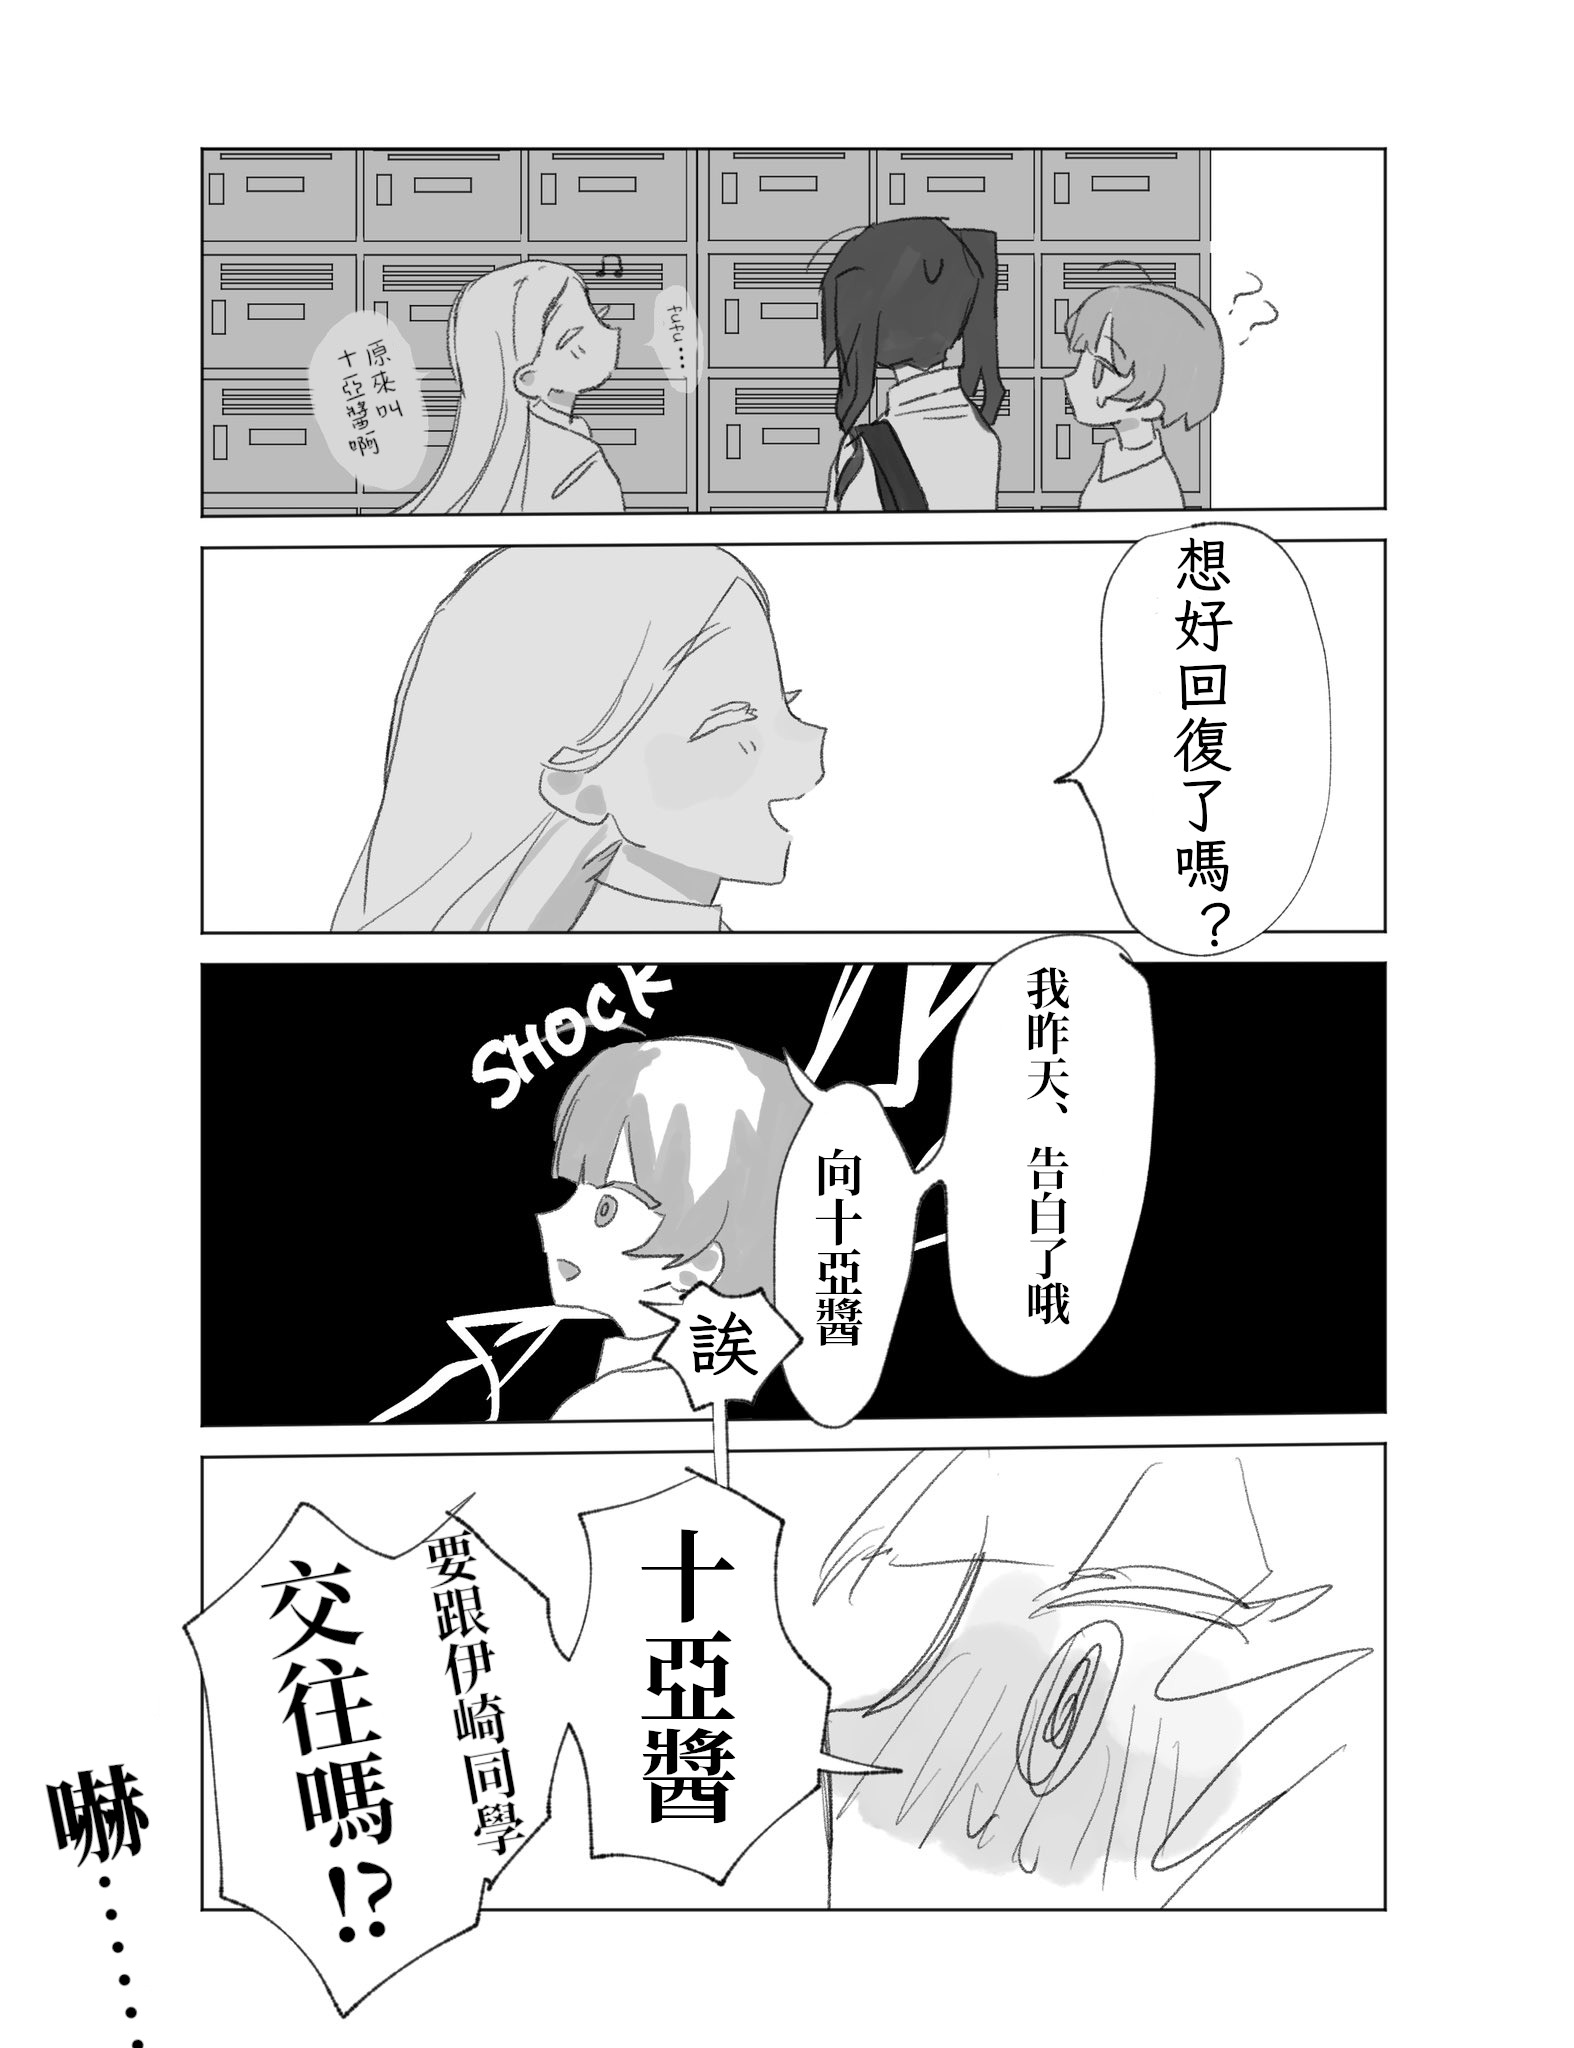 原來叫
十亞醬啊
想好回復了嗎？
我昨天、告白了哦
向十亞醬
SHOCK
誒
十亞醬
要跟伊崎同學
交往嗎！？
嚇……